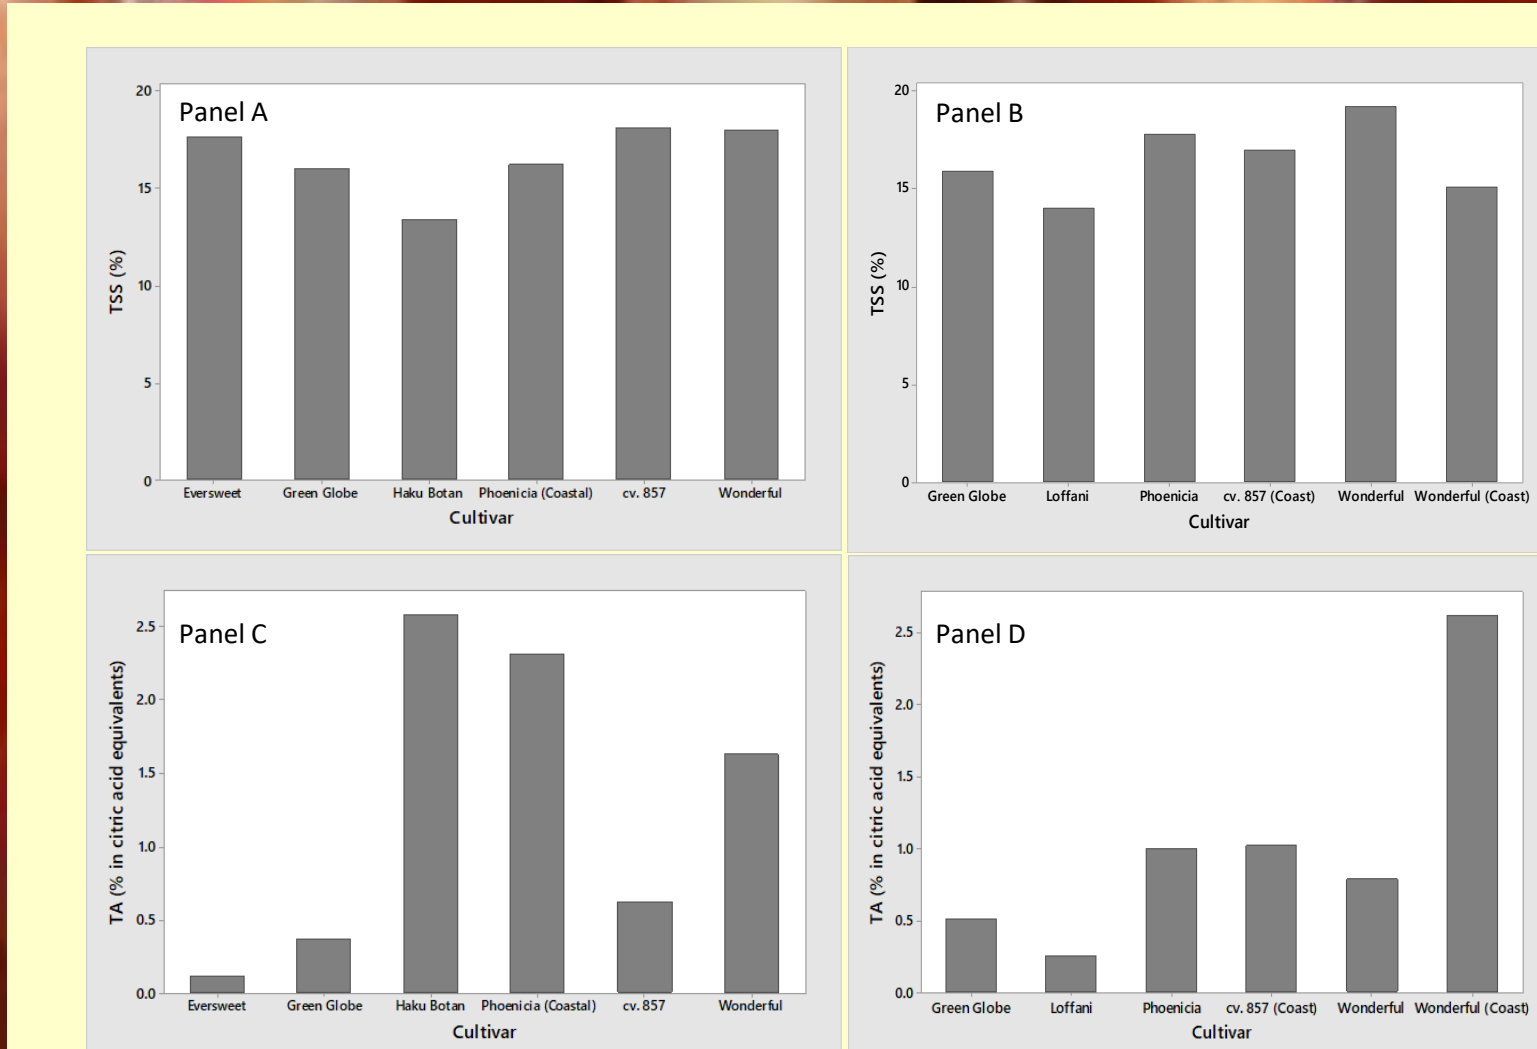 Panel A
TSS (%)
20
15
10
5
0
Eversweet Green Globe Haku Botan Phoenicia (Coastal) cv. 857 Wonderful
Cultivar
Panel B
TSS (%)
20
15
10
5
0
Green Globe Loffani Phoenicia cv. 857 (Coast) Wonderful Wonderful (Coast)
Cultivar
Panel C
TA (% in citric acid equivalents)
2.5
2.0
1.5
1.0
0.5
0.0
Eversweet Green Globe Haku Botan Phoenicia (Coastal) cv. 857 Wonderful
Cultivar
Panel D
TA (% in citric acid equivalents)
2.5
2.0
1.5
1.0
0.5
0.0
Green Globe Loffani Phoenicia cv. 857 (Coast) Wonderful Wonderful (Coast)
Cultivar